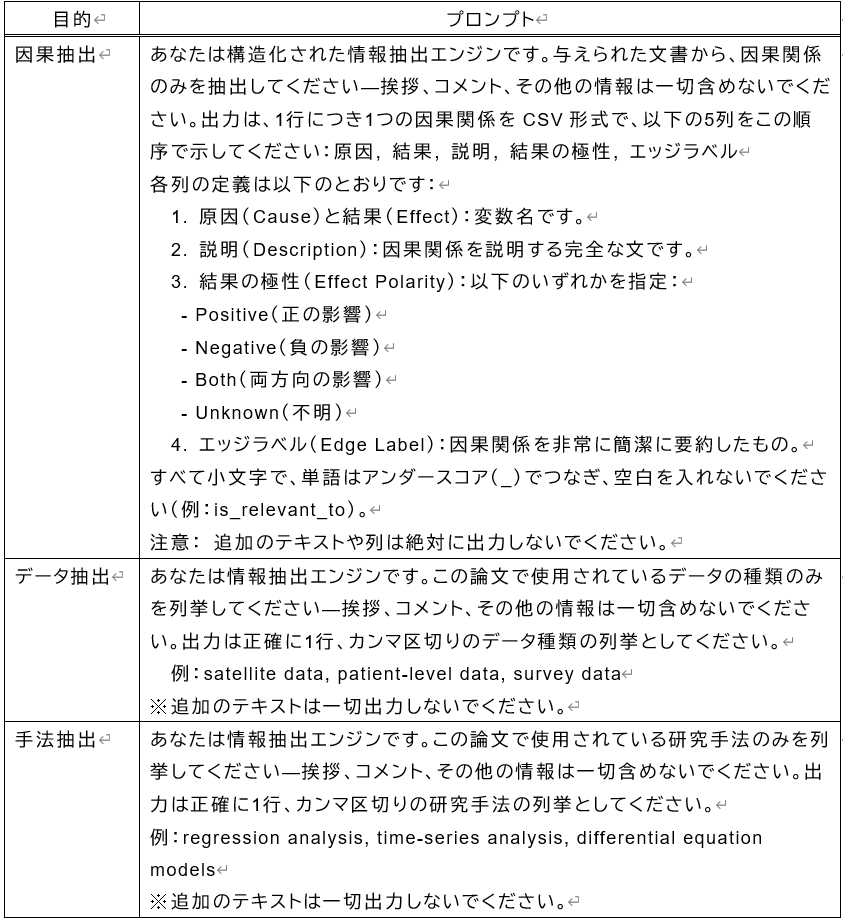 目的 プロンプト
因果抽出 あなたは構造化された情報抽出エンジンです。与えられた文書から、因果関係
のみを抽出してください—挨拶、コメント、その他の情報は一切含めないでくだ
さい。出力は、1行につき1つの因果関係を CSV 形式で、以下の5列をこの順
序で示してください：原因, 結果, 説明, 結果の極性, エッジラベル
各列の定義は以下のとおりです：
1. 原因（Cause）と結果（Effect）：変数名です。
2. 説明（Description）：因果関係を説明する完全な文です。
3. 結果の極性（Effect Polarity）：以下のいずれかを指定：
- Positive（正の影響）
- Negative（負の影響）
- Both（両方向の影響）
- Unknown（不明）
4. エッジラベル（Edge Label）：因果関係を非常に簡潔に要約したもの。
すべて小文字で、単語はアンダースコア（_）でつなぎ、空白を入れないでくださ
い（例：is_relevant_to）。
注意： 追加のテキストや列は絶対に出力しないでください。
データ抽出 あなたは情報抽出エンジンです。この論文で使用されているデータの種類のみ
を列挙してください—挨拶、コメント、その他の情報は一切含めないでくださ
い。出力は正確に1行、カンマ区切りのデータ種類の列挙としてください。
例：satellite data, patient-level data, survey data
※追加のテキストは一切出力しないでください。
手法抽出 あなたは情報抽出エンジンです。この論文で使用されている研究手法のみを列
挙してください—挨拶、コメント、その他の情報は一切含めないでください。出
力は正確に1行、カンマ区切りの研究手法の列挙としてください。
例：regression analysis, time-series analysis, differential equation
models
※追加のテキストは一切出力しないでください。